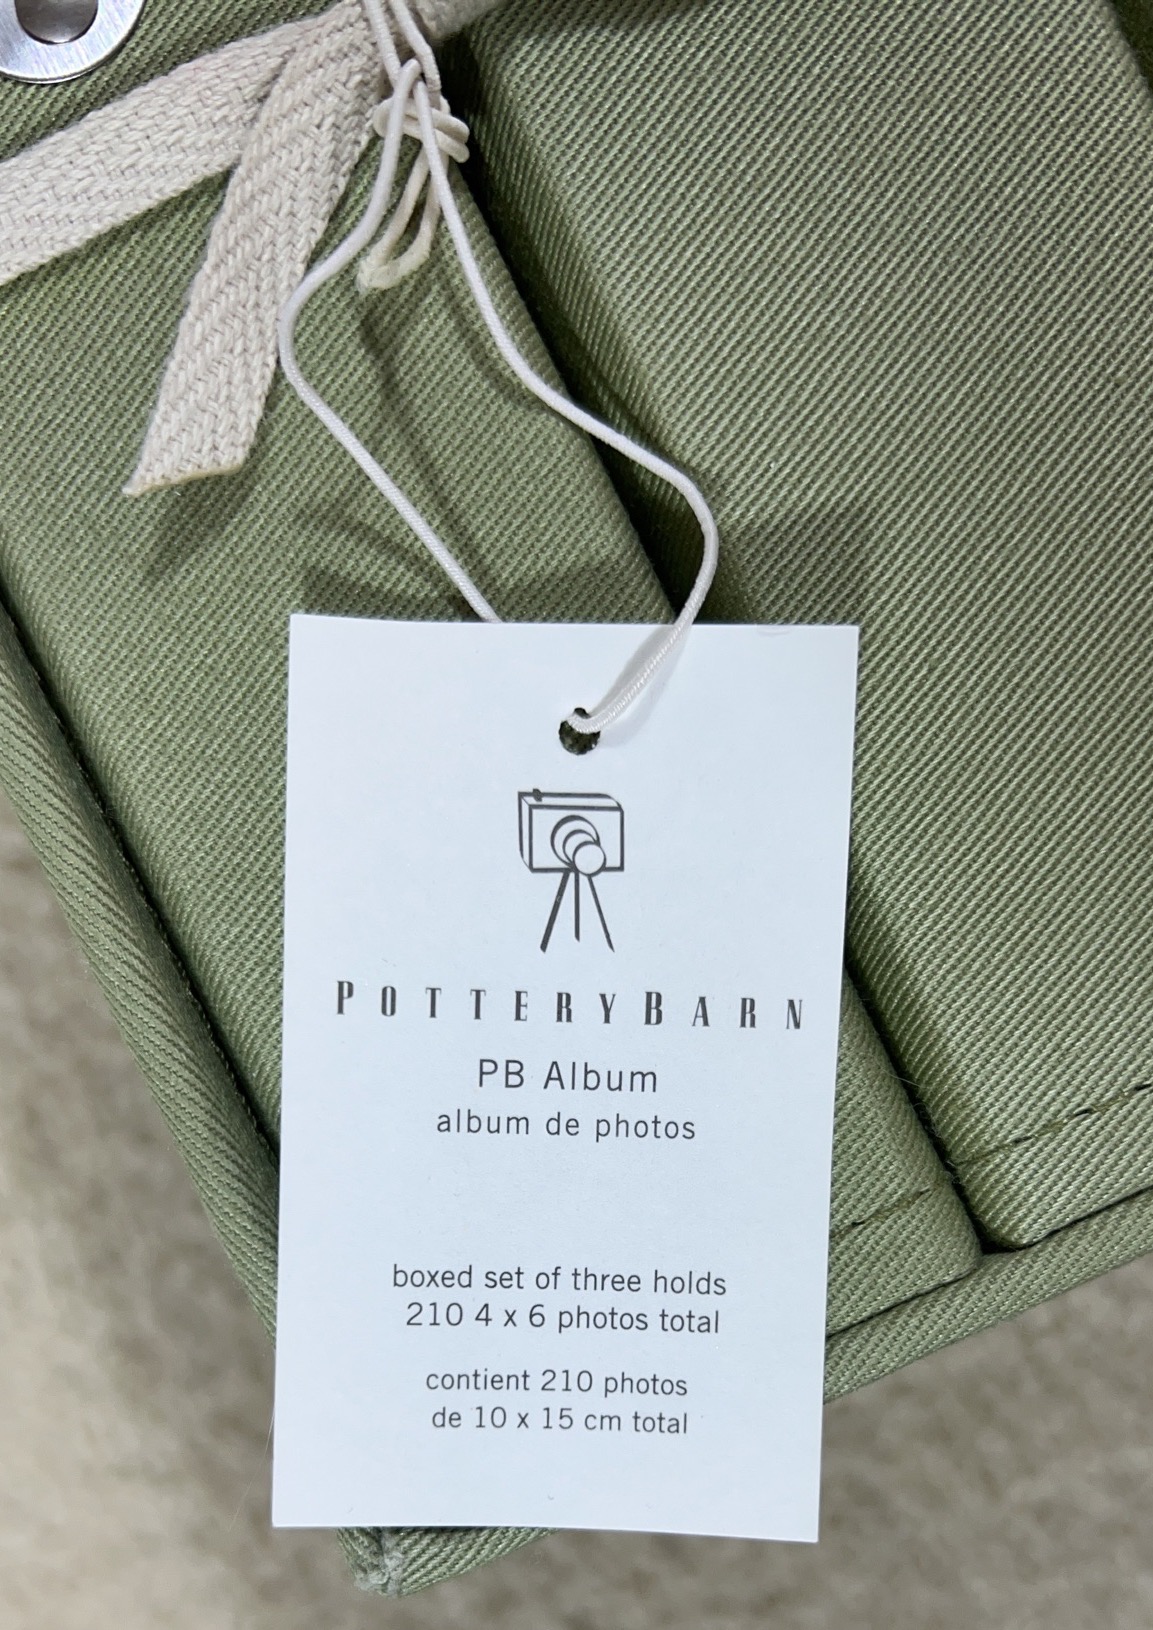 POTTERYBARN
PB Album
album de photos
boxed set of three holds
210 4 x 6 photos total
contient 210 photos
de 10 x 15 cm total